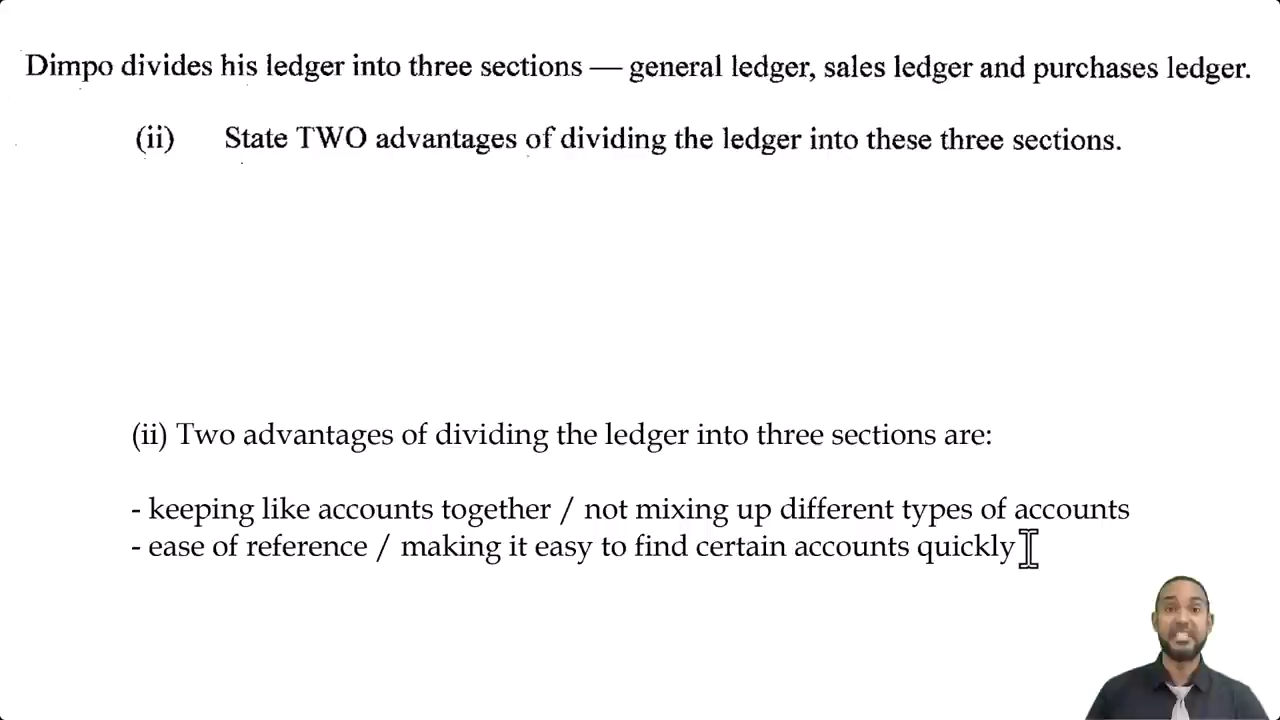 Dimpo divides his ledger into three sections — general ledger, sales ledger and purchases ledger.
(ii) State TWO advantages of dividing the ledger into these three sections.
(ii) Two advantages of dividing the ledger into three sections are:
- keeping like accounts together / not mixing up different types of accounts
- ease of reference / making it easy to find certain accounts quickly